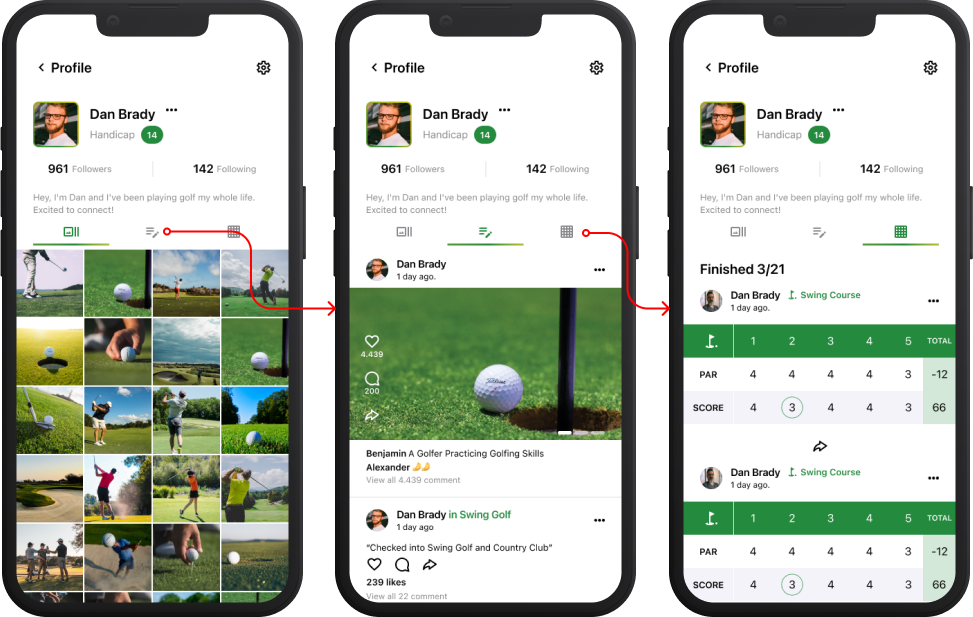 Profile
Dan Brady •••
Handicap 14
961 Followers 142 Following
Hey, I'm Dan and I've been playing golf my whole life.
Excited to connect!
Profile
Dan Brady •••
Handicap 14
961 Followers 142 Following
Hey, I'm Dan and I've been playing golf my whole life.
Excited to connect!
Dan Brady
1 day ago.
4.439
200
Titleist
Benjamin A Golfer Practicing Golfing Skills
Alexander 🤌🤌
View all 4.439 comment
Dan Brady in Swing Golf
1 day ago
“Checked into Swing Golf and Country Club”
239 likes
View all 22 comment
Profile
Dan Brady •••
Handicap 14
961 Followers 142 Following
Hey, I'm Dan and I've been playing golf my whole life.
Excited to connect!
Finished 3/21
Dan Brady Swing Course
1 day ago.
1 2 3 4 5 TOTAL
PAR 4 4 4 4 3 -12
SCORE 4 3 4 4 3 66
Dan Brady Swing Course
1 day ago.
1 2 3 4 5 TOTAL
PAR 4 4 4 4 3 -12
SCORE 4 3 4 4 3 66